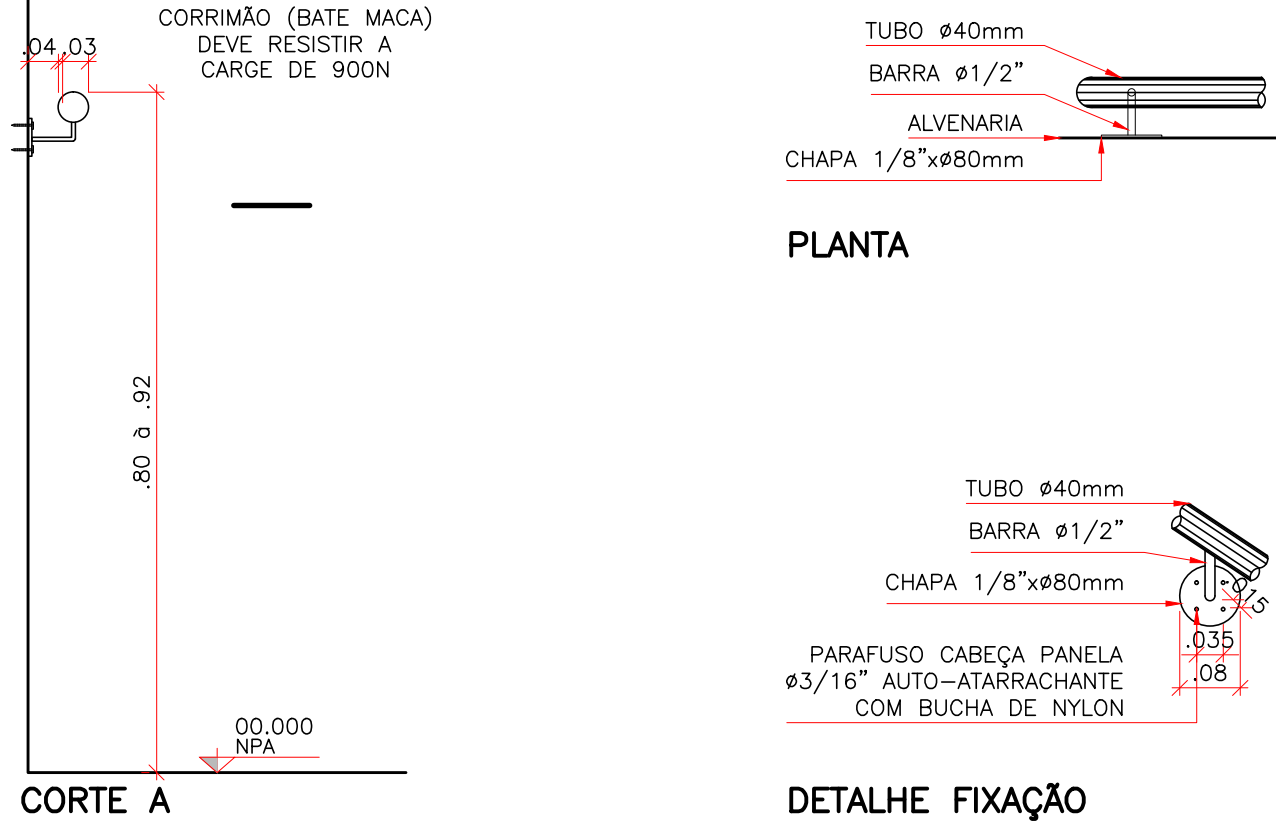 CORRIMÃO (BATE MACA)
DEVE RESISTIR A
CARGE DE 900N
.04 .03
.80 à .92
00.000
NPA
CORTE A
TUBO ø40mm
BARRA ø1/2”
ALVENARIA
CHAPA 1/8”xø80mm
PLANTA
TUBO ø40mm
BARRA ø1/2”
CHAPA 1/8”xø80mm
.015
.035
.08
PARAFUSO CABEÇA PANELA
ø3/16” AUTO-ATARRACHANTE
COM BUCHA DE NYLON
DETALHE FIXAÇÃO